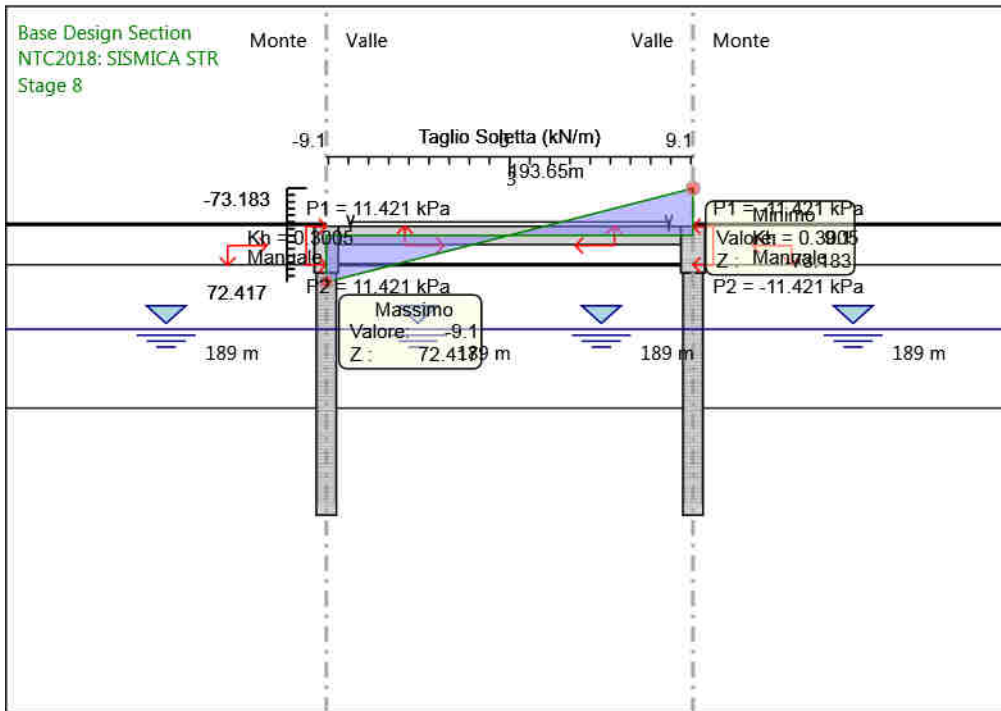 Base Design Section
NTC2018: SISMICA STR
Stage 8
Monte
Valle
Valle
Monte
Taglio Soletta (kN/m)
-9.1
9.1
193.65m
-73.183
72.417
P1 = 11.421 kPa
Kh = 0.3005
Manuale
P2 = 11.421 kPa
P1 = -11.421 kPa
Minimo
Valore:
9.1
Kh = 0.3005
Z :
-73.183
Manuale
P2 = -11.421 kPa
Massimo
Valore: -9.1
Z : 72.417
189 m
189 m
189 m
189 m